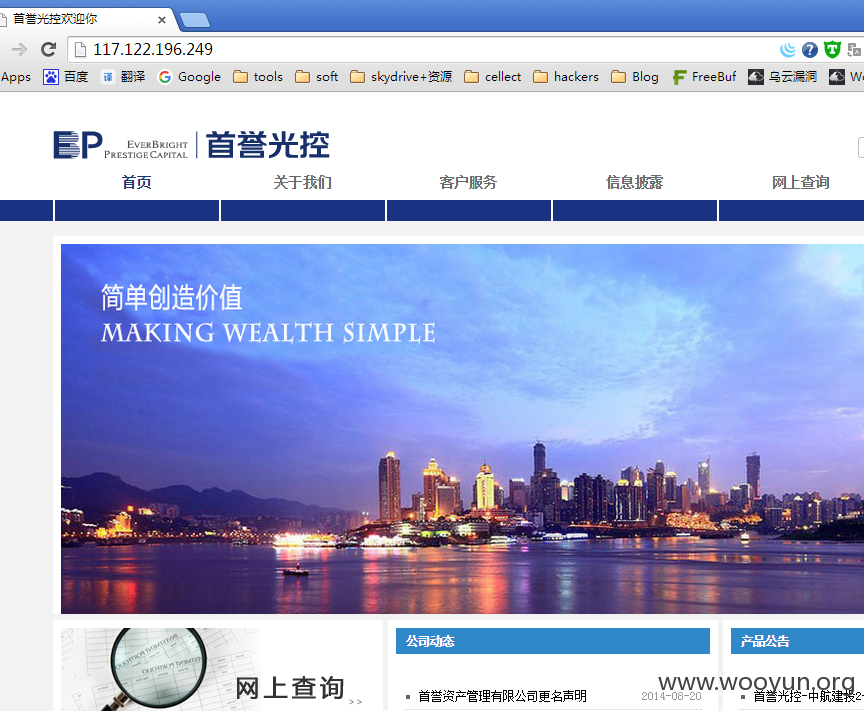 首誉光控欢迎你
117.122.196.249
Apps 百度 译 翻译 Google tools soft skydrive+资源 cellect hackers Blog FreeBuf 乌云漏洞
EP EVERBRIGHT PRESTIGE CAPITAL 首誉光控
首页 关于我们 客户服务 信息披露 网上查询
简单创造价值
MAKING WEALTH SIMPLE
INVESTMENT PORTFOLIO
网上查询 >>
公司动态
首誉资产管理有限公司更名声明 2014-08-20
产品公告
首誉光控-中航建投2-
www.wooyun.org